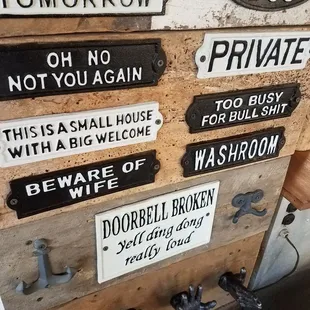 TOMORROW
OH NO
NOT YOU AGAIN
PRIVATE
THIS IS A SMALL HOUSE
WITH A BIG WELCOME
TOO BUSY
FOR BULL SHIT
BEWARE OF
WIFE
WASHROOM
DOORBELL BROKEN
yell ding dong
really loud